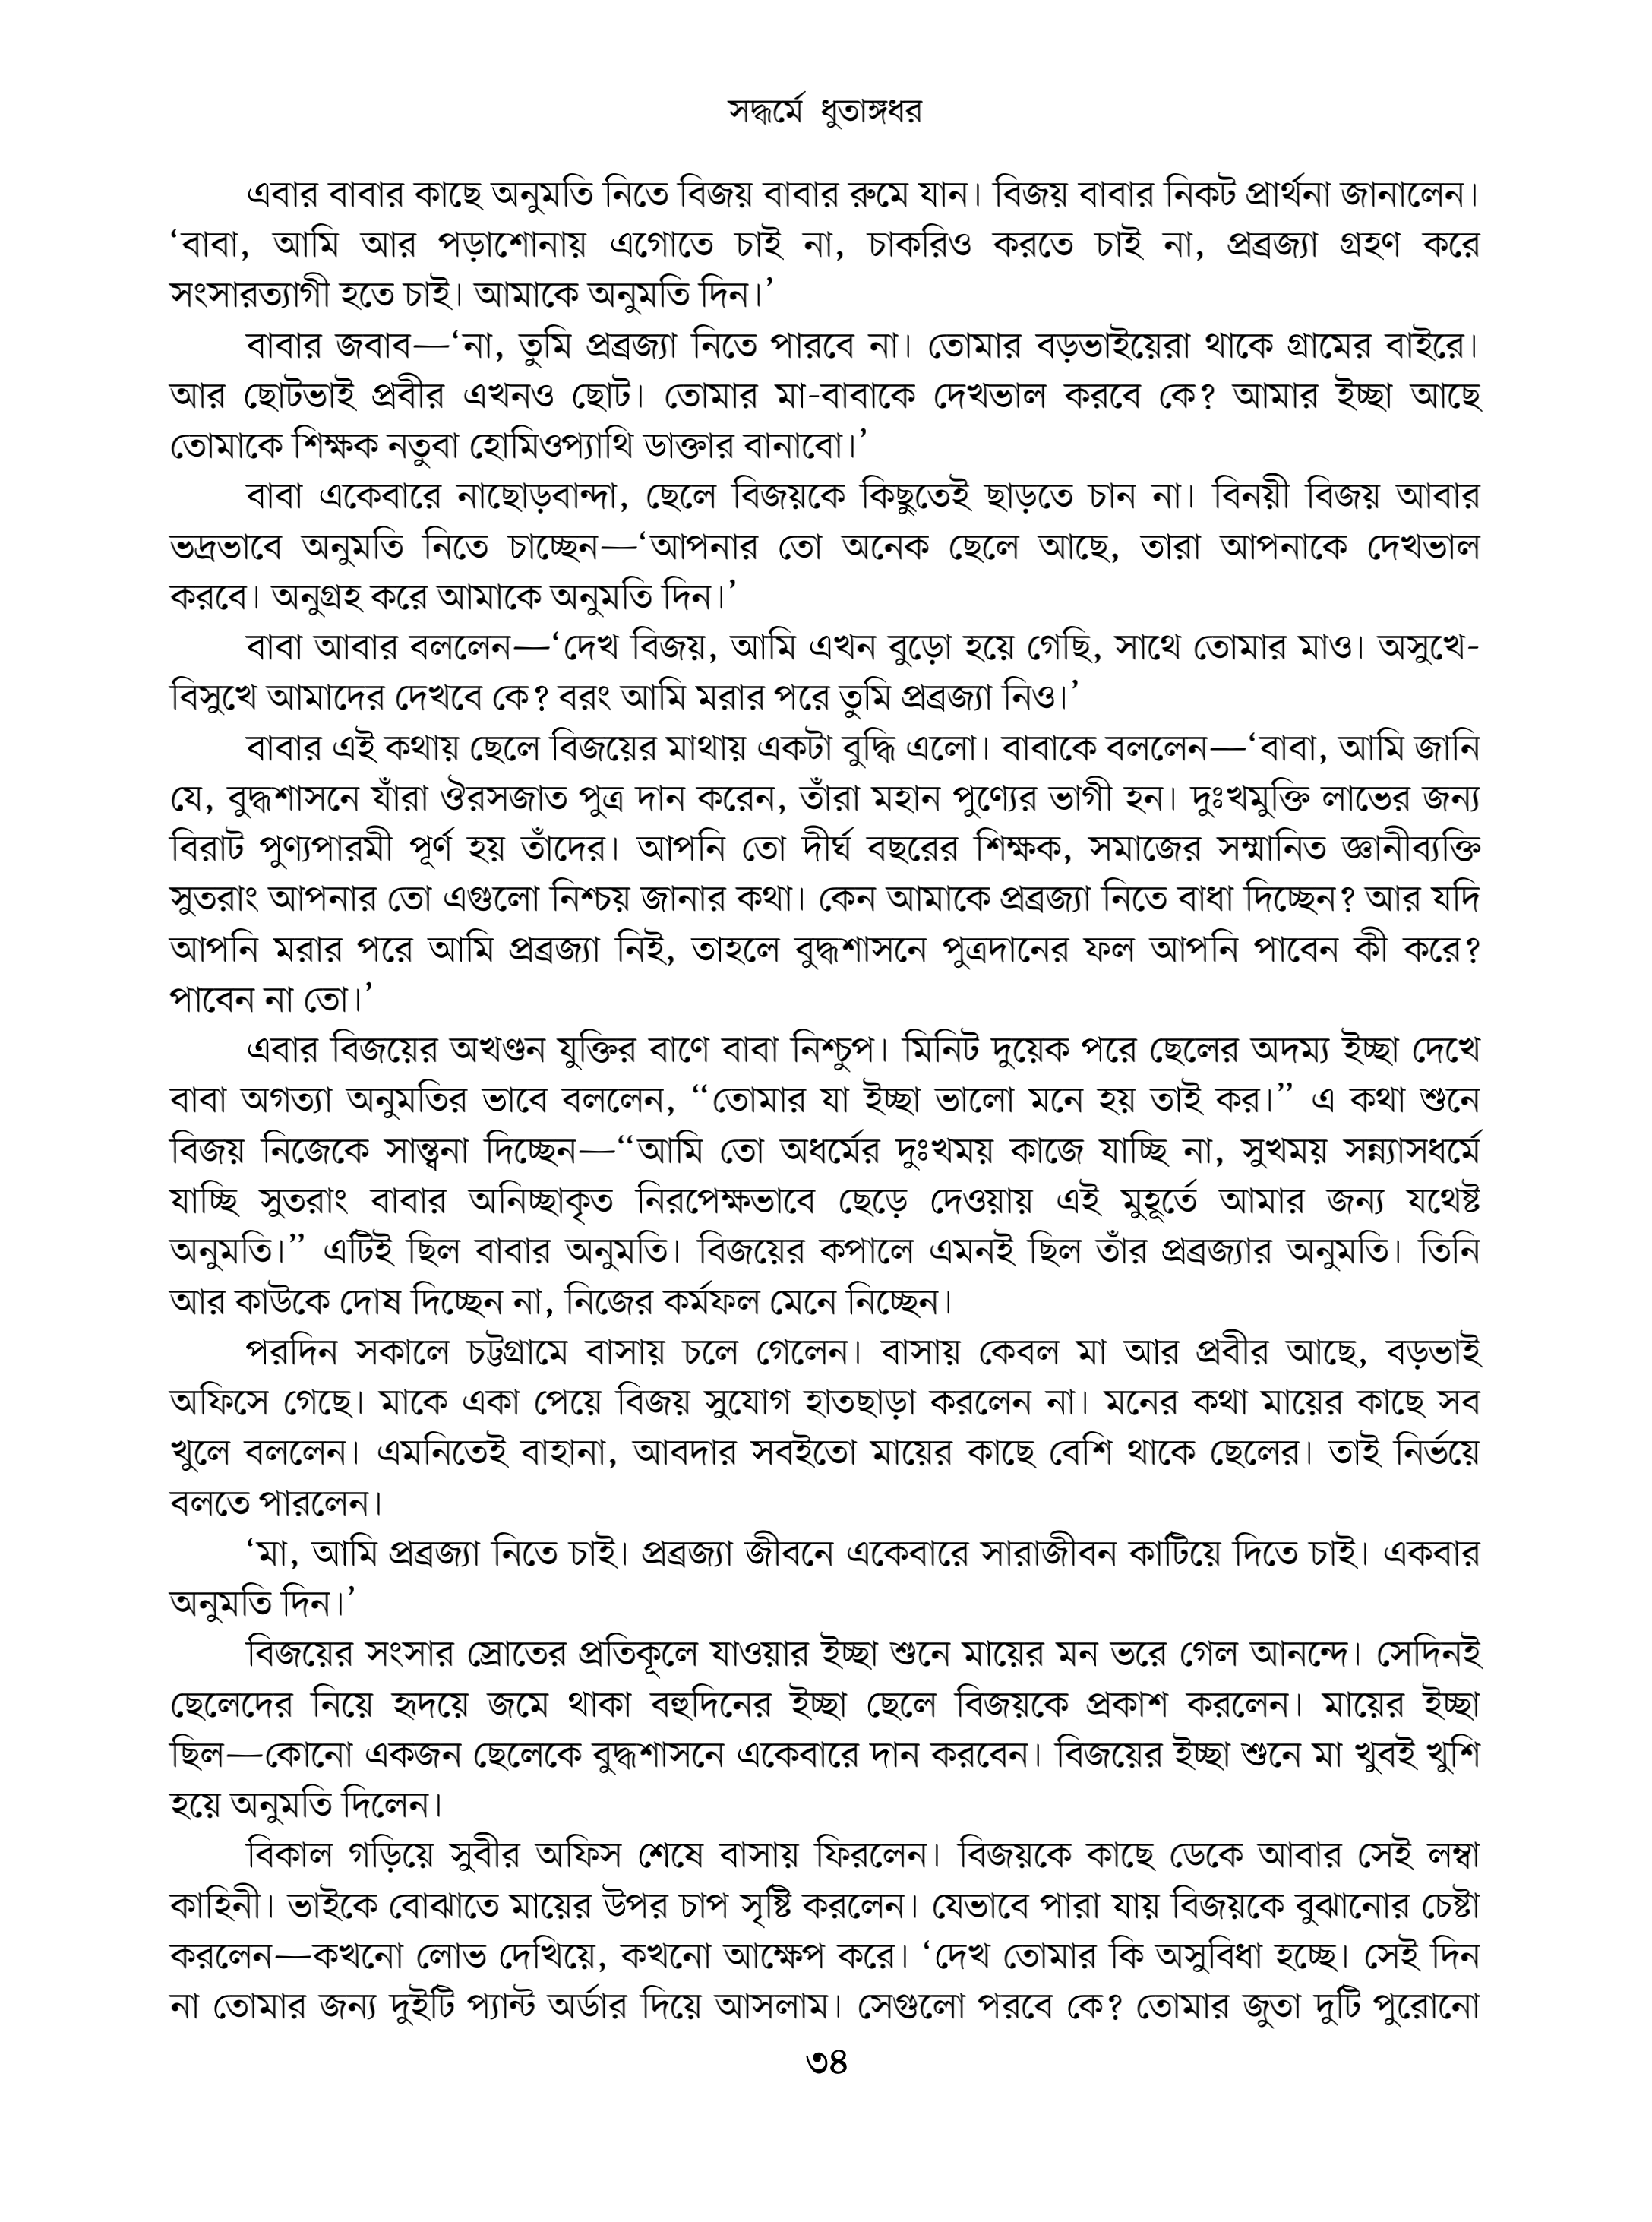 সদ্ধর্মে ধুতাঙ্গধর
এবার বাবার কাছে অনুমতি নিতে বিজয় বাবার রুমে যান। বিজয় বাবার নিকট প্রার্থনা জানালেন।
‘বাবা, আমি আর পড়াশোনায় এগোতে চাই না, চাকরিও করতে চাই না, প্রব্রজ্যা গ্রহণ করে
সংসারত্যাগী হতে চাই। আমাকে অনুমতি দিন।’
বাবার জবাব—‘না, তুমি প্রব্রজ্যা নিতে পারবে না। তোমার বড়ভাইয়েরা থাকে গ্রামের বাইরে।
আর ছোটভাই প্রবীর এখনও ছোট। তোমার মা-বাবাকে দেখভাল করবে কে? আমার ইচ্ছা আছে
তোমাকে শিক্ষক নতুবা হোমিওপ্যাথি ডাক্তার বানাবো।’
বাবা একেবারে নাছোড়বান্দা, ছেলে বিজয়কে কিছুতেই ছাড়তে চান না। বিনয়ী বিজয় আবার
ভদ্রভাবে অনুমতি নিতে চাচ্ছেন—‘আপনার তো অনেক ছেলে আছে, তারা আপনাকে দেখভাল
করবে। অনুগ্রহ করে আমাকে অনুমতি দিন।’
বাবা আবার বললেন—‘দেখ বিজয়, আমি এখন বুড়ো হয়ে গেছি, সাথে তোমার মাও। অসুখে-
বিসুখে আমাদের দেখবে কে? বরং আমি মরার পরে তুমি প্রব্রজ্যা নিও।’
বাবার এই কথায় ছেলে বিজয়ের মাথায় একটা বুদ্ধি এলো। বাবাকে বললেন—‘বাবা, আমি জানি
যে, বুদ্ধশাসনে যাঁরা ঔরসজাত পুত্র দান করেন, তাঁরা মহান পুণ্যের ভাগী হন। দুঃখমুক্তি লাভের জন্য
বিরাট পুণ্যপারমী পূর্ণ হয় তাঁদের। আপনি তো দীর্ঘ বছরের শিক্ষক, সমাজের সম্মানিত জ্ঞানীব্যক্তি
সুতরাং আপনার তো এগুলো নিশ্চয় জানার কথা। কেন আমাকে প্রব্রজ্যা নিতে বাধা দিচ্ছেন? আর যদি
আপনি মরার পরে আমি প্রব্রজ্যা নিই, তাহলে বুদ্ধশাসনে পুত্রদানের ফল আপনি পাবেন কী করে?
পাবেন না তো।’
এবার বিজয়ের অখণ্ডন যুক্তির বাণে বাবা নিশ্চুপ। মিনিট দুয়েক পরে ছেলের অদম্য ইচ্ছা দেখে
বাবা অগত্যা অনুমতির ভাবে বললেন, “তোমার যা ইচ্ছা ভালো মনে হয় তাই কর।” এ কথা শুনে
বিজয় নিজেকে সান্ত্বনা দিচ্ছেন—“আমি তো অধর্মের দুঃখময় কাজে যাচ্ছি না, সুখময় সন্ন্যাসধর্মে
যাচ্ছি সুতরাং বাবার অনিচ্ছাকৃত নিরপেক্ষভাবে ছেড়ে দেওয়ায় এই মুহূর্তে আমার জন্য যথেষ্ট
অনুমতি।” এটিই ছিল বাবার অনুমতি। বিজয়ের কপালে এমনই ছিল তাঁর প্রব্রজ্যার অনুমতি। তিনি
আর কাউকে দোষ দিচ্ছেন না, নিজের কর্মফল মেনে নিচ্ছেন।
পরদিন সকালে চট্টগ্রামে বাসায় চলে গেলেন। বাসায় কেবল মা আর প্রবীর আছে, বড়ভাই
অফিসে গেছে। মাকে একা পেয়ে বিজয় সুযোগ হাতছাড়া করলেন না। মনের কথা মায়ের কাছে সব
খুলে বললেন। এমনিতেই বাহানা, আবদার সবইতো মায়ের কাছে বেশি থাকে ছেলের। তাই নির্ভয়ে
বলতে পারলেন।
‘মা, আমি প্রব্রজ্যা নিতে চাই। প্রব্রজ্যা জীবনে একেবারে সারাজীবন কাটিয়ে দিতে চাই। একবার
অনুমতি দিন।’
বিজয়ের সংসার স্রোতের প্রতিকূলে যাওয়ার ইচ্ছা শুনে মায়ের মন ভরে গেল আনন্দে। সেদিনই
ছেলেদের নিয়ে হৃদয়ে জমে থাকা বহুদিনের ইচ্ছা ছেলে বিজয়কে প্রকাশ করলেন। মায়ের ইচ্ছা
ছিল—কোনো একজন ছেলেকে বুদ্ধশাসনে একেবারে দান করবেন। বিজয়ের ইচ্ছা শুনে মা খুবই খুশি
হয়ে অনুমতি দিলেন।
বিকাল গড়িয়ে সুবীর অফিস শেষে বাসায় ফিরলেন। বিজয়কে কাছে ডেকে আবার সেই লম্বা
কাহিনী। ভাইকে বোঝাতে মায়ের উপর চাপ সৃষ্টি করলেন। যেভাবে পারা যায় বিজয়কে বুঝানোর চেষ্টা
করলেন—কখনো লোভ দেখিয়ে, কখনো আক্ষেপ করে। ‘দেখ তোমার কি অসুবিধা হচ্ছে। সেই দিন
না তোমার জন্য দুইটি প্যান্ট অর্ডার দিয়ে আসলাম। সেগুলো পরবে কে? তোমার জুতা দুটি পুরোনো
৩৪